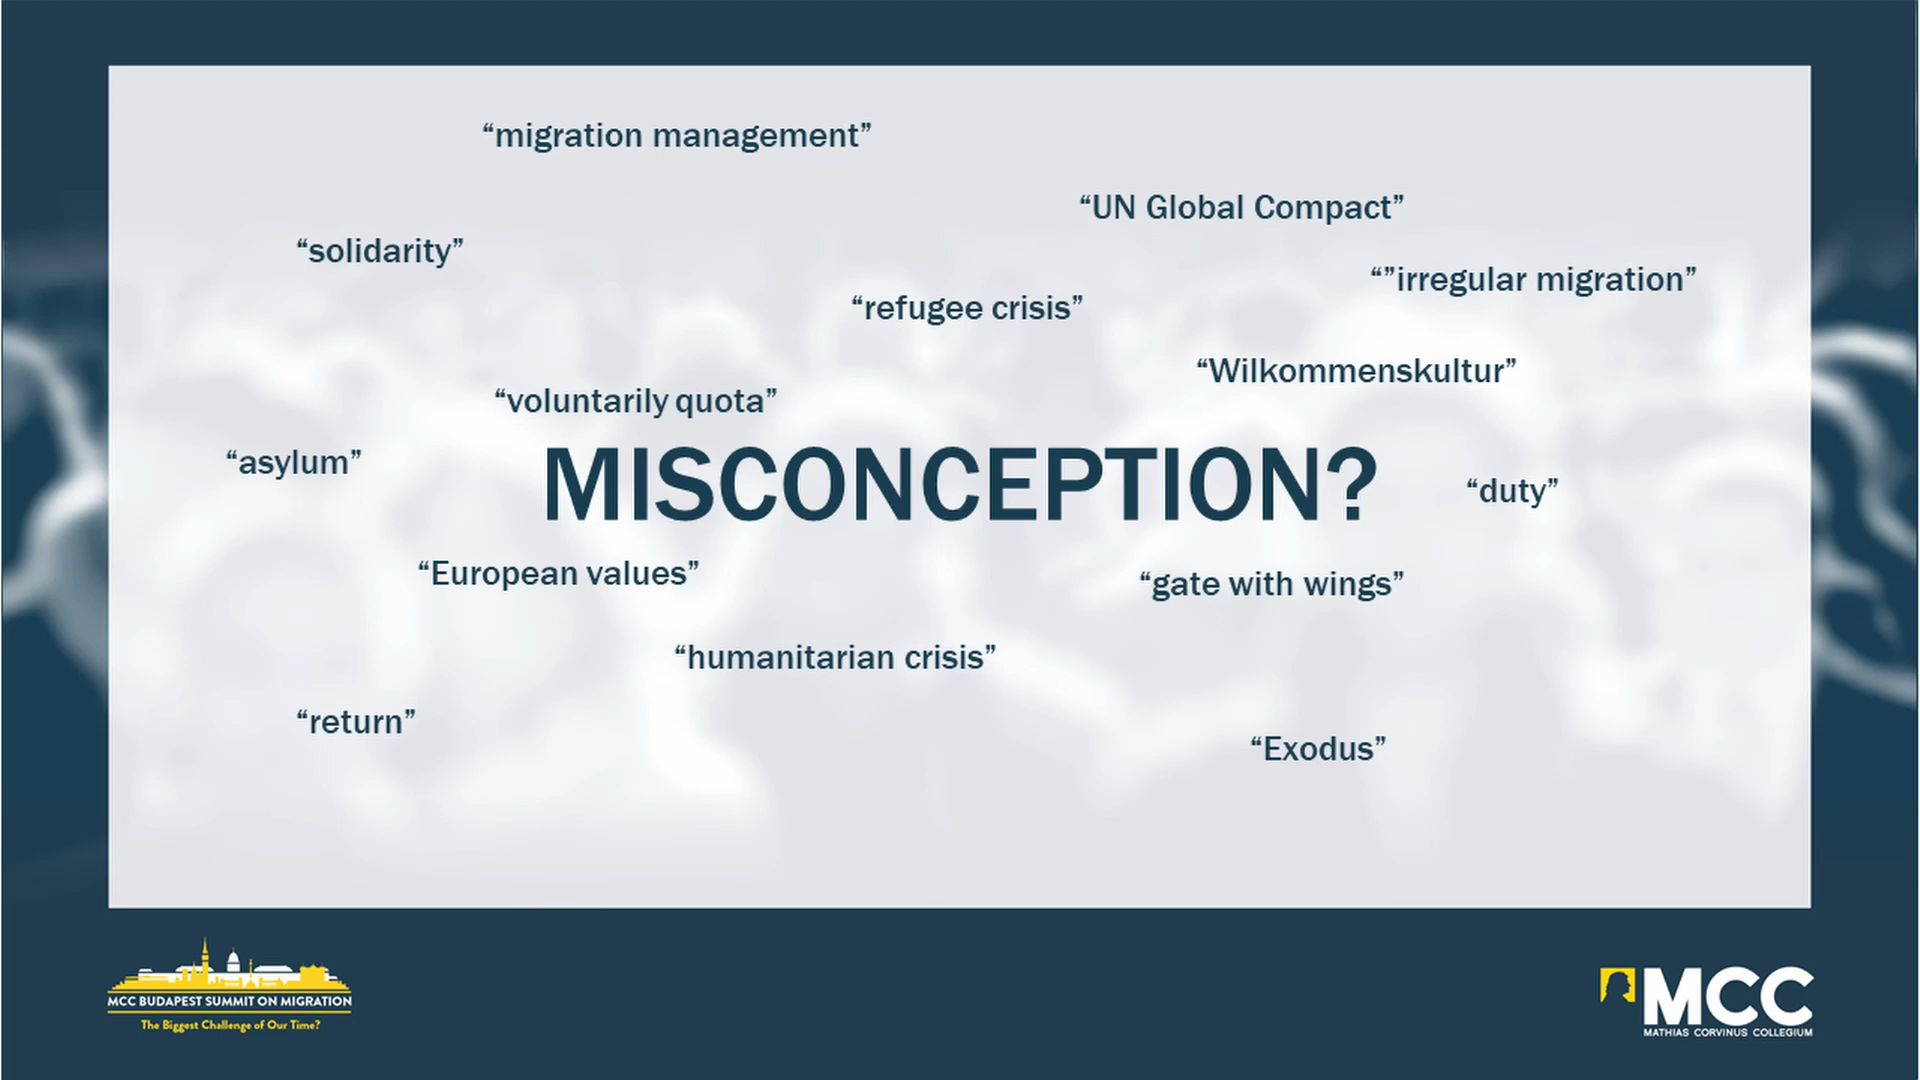 “migration management”
“UN Global Compact”
“solidarity”
“”irregular migration”
“refugee crisis”
“Wilkommenskultur”
“voluntarily quota”
“asylum”
MISCONCEPTION?
“duty”
“European values”
“gate with wings”
“humanitarian crisis”
“return”
“Exodus”
MCC BUDAPEST SUMMIT ON MIGRATION
The Biggest Challenge of Our Time?
MCC
MATHIAS CORVINUS COLLEGIUM